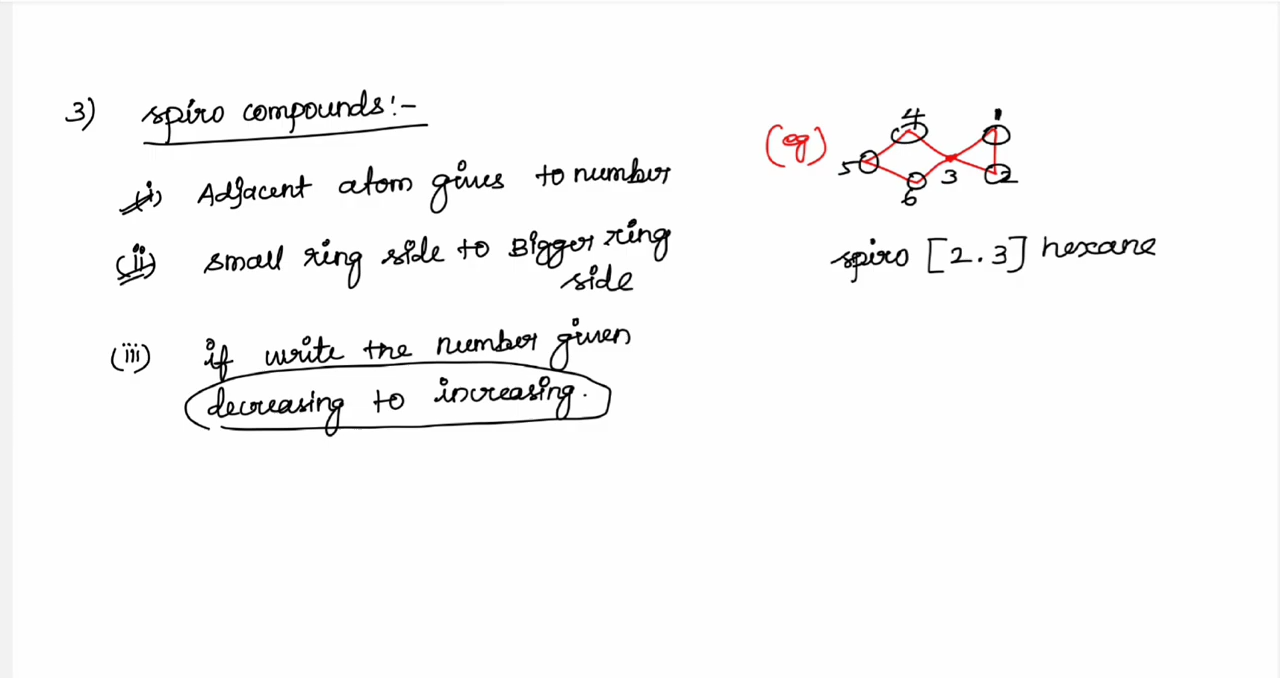 3) spiro compounds:-
(i) Adjacent atom gives to number
(ii) small ring side to Bigger ring
side
(iii) if write the number given
decreasing to increasing.
(eg)
4 1
5
3 2
6
spiro [2.3] hexane